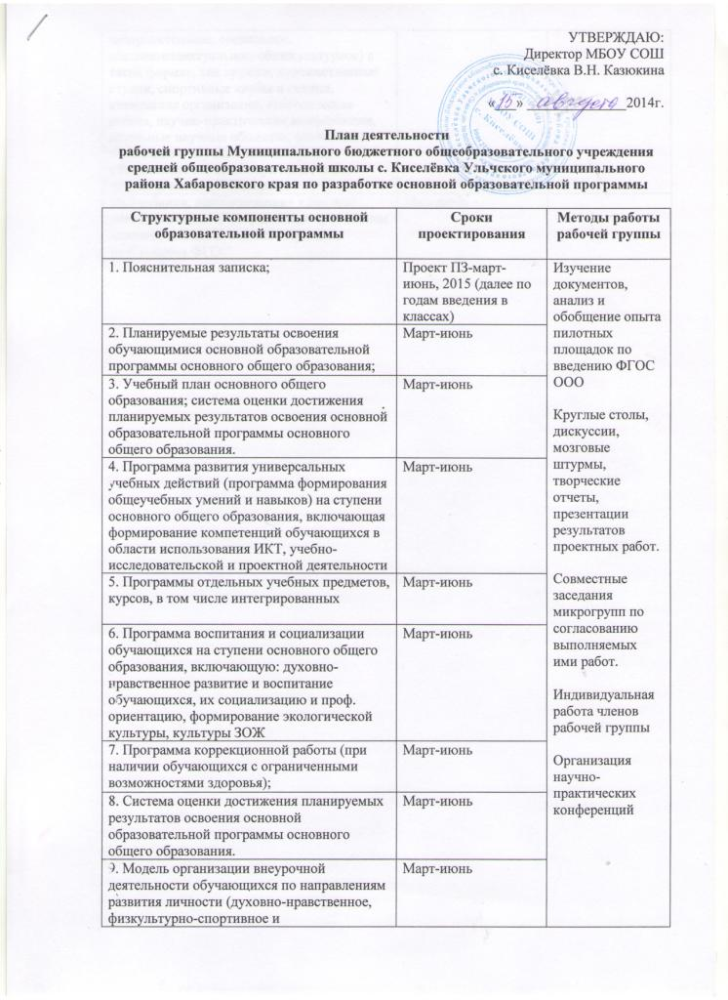 УТВЕРЖДАЮ:
Директор МБОУ СОШ
с. Киселёвка В.Н. Казюкина
«15» августа 2014г.
План деятельности
рабочей группы Муниципального бюджетного общеобразовательного учреждения
средней общеобразовательной школы с. Киселёвка Ульчского муниципального
района Хабаровского края по разработке основной образовательной программы
Структурные компоненты основной
образовательной программы
Сроки
проектирования
Методы работы
рабочей группы
1. Пояснительная записка;
Проект ПЗ-март-
июнь, 2015 (далее по
годам введения в
классах)
2. Планируемые результаты освоения
обучающимися основной образовательной
программы основного общего образования;
Март-июнь
3. Учебный план основного общего
образования; система оценки достижения
планируемых результатов освоения основной
образовательной программы основного
общего образования.
Март-июнь
4. Программа развития универсальных
учебных действий (программа формирования
общеучебных умений и навыков) на ступени
основного общего образования, включающая
формирование компетенций обучающихся в
области использования ИКТ, учебно-
исследовательской и проектной деятельности
Март-июнь
5. Программы отдельных учебных предметов,
курсов, в том числе интегрированных
Март-июнь
6. Программа воспитания и социализации
обучающихся на ступени основного общего
образования, включающую: духовно-
нравственное развитие и воспитание
обучающихся, их социализацию и проф.
ориентацию, формирование экологической
культуры, культуры ЗОЖ
Март-июнь
7. Программа коррекционной работы (при
наличии обучающихся с ограниченными
возможностями здоровья);
Март-июнь
8. Система оценки достижения планируемых
результатов освоения основной
образовательной программы основного
общего образования.
Март-июнь
9. Модель организации внеурочной
деятельности обучающихся по направлениям
развития личности (духовно-нравственное,
физкультурно-спортивное и
Март-июнь
Изучение
документов,
анализ и
обобщение опыта
пилотных
площадок по
введению ФГОС
ООО
Круглые столы,
дискуссии,
мозговые
штурмы,
творческие
отчеты,
презентации
результатов
проектных работ.
Совместные
заседания
микрогрупп по
согласованию
выполняемых
ими работ.
Индивидуальная
работа членов
рабочей группы
Организация
научно-
практических
конференций